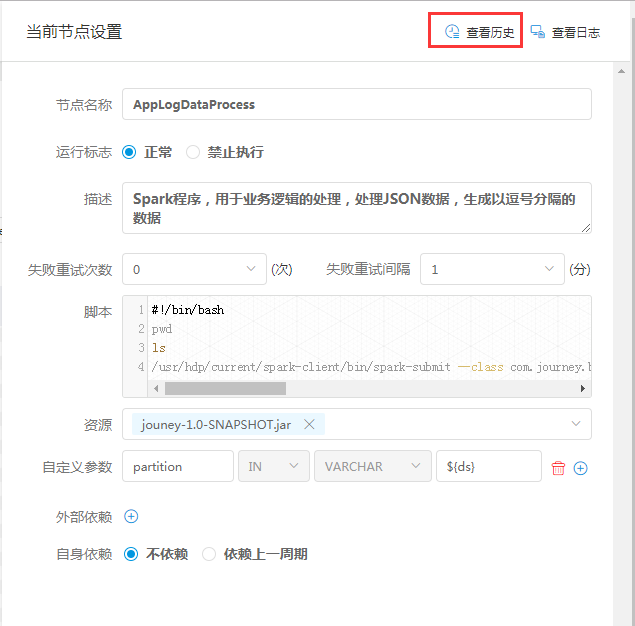 当前节点设置 查看历史 查看日志
节点名称 AppLogDataProcess
运行标志 正常 禁止执行
描述 Spark程序，用于业务逻辑的处理，处理JSON数据，生成以逗号分隔的
数据
失败重试次数 0 (次) 失败重试间隔 1 (分)
脚本 1 #!/bin/bash
2 pwd
3 ls
4 /usr/hdp/current/spark-client/bin/spark-submit --class com.journey.b
资源 jouney-1.0-SNAPSHOT.jar
自定义参数 partition IN VARCHAR ${ds}
外部依赖
自身依赖 不依赖 依赖上一周期